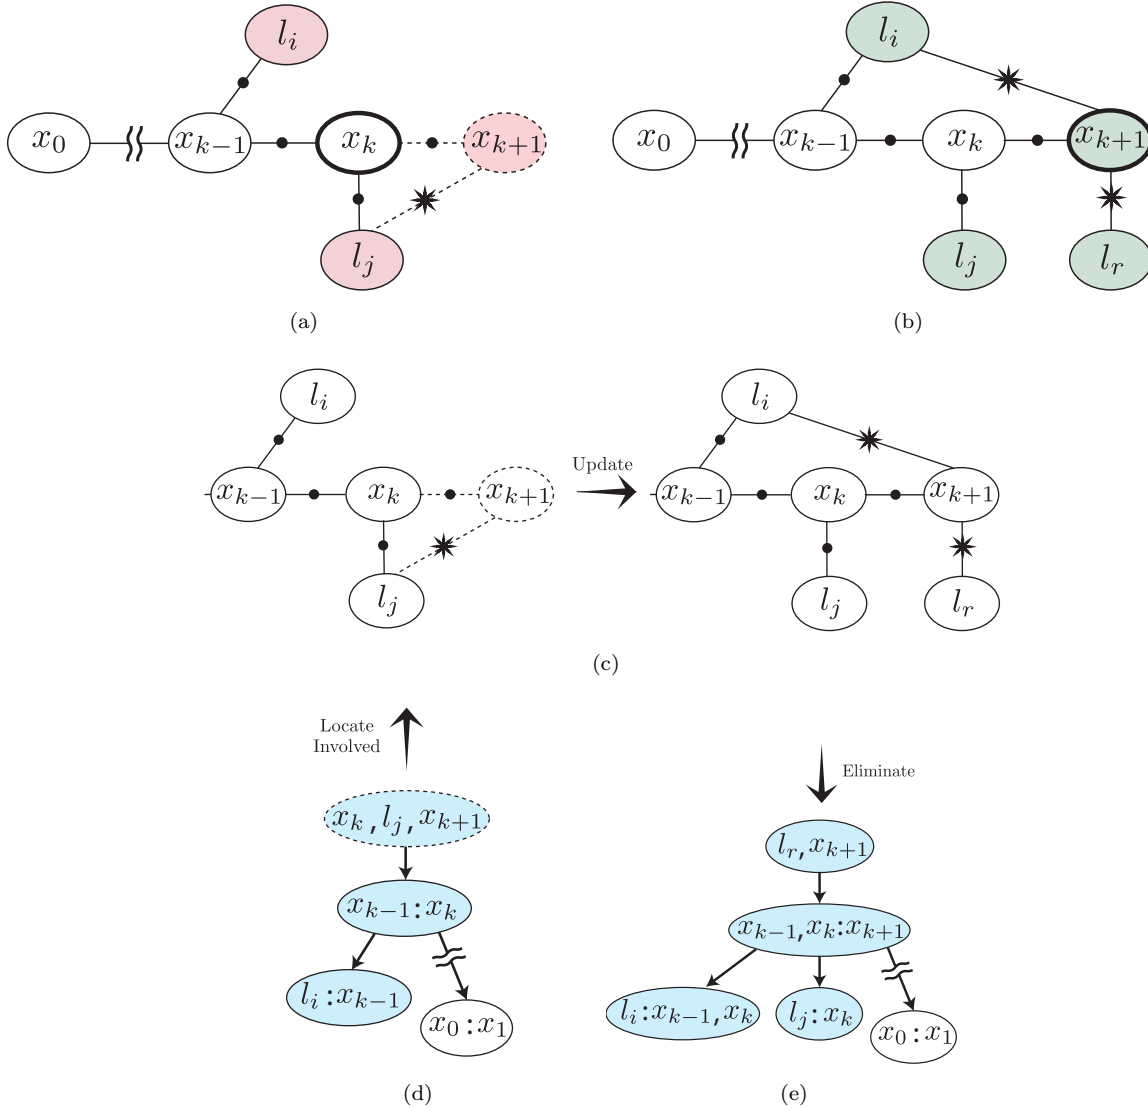 l_i
x_0 x_{k-1} x_k x_{k+1}
l_j
(a)
l_i
x_0 x_{k-1} x_k x_{k+1}
l_j l_r
(b)
l_i
x_{k-1} x_k x_{k+1}
l_j
Update
l_i
x_{k-1} x_k x_{k+1}
l_j l_r
(c)
Locate
Involved
x_k, l_j, x_{k+1}
x_{k-1}:x_k
l_i:x_{k-1}
x_0:x_1
(d)
Eliminate
l_r, x_{k+1}
x_{k-1}, x_k:x_{k+1}
l_i:x_{k-1}, x_k l_j:x_k
x_0:x_1
(e)